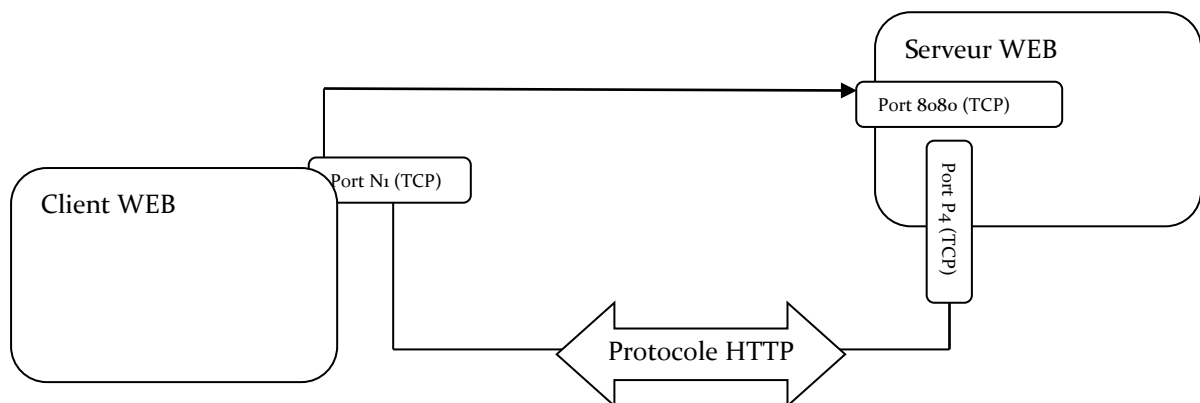 Serveur WEB
Port 8080 (TCP)
Port N1 (TCP)
Client WEB
Port P4 (TCP)
Protocole HTTP